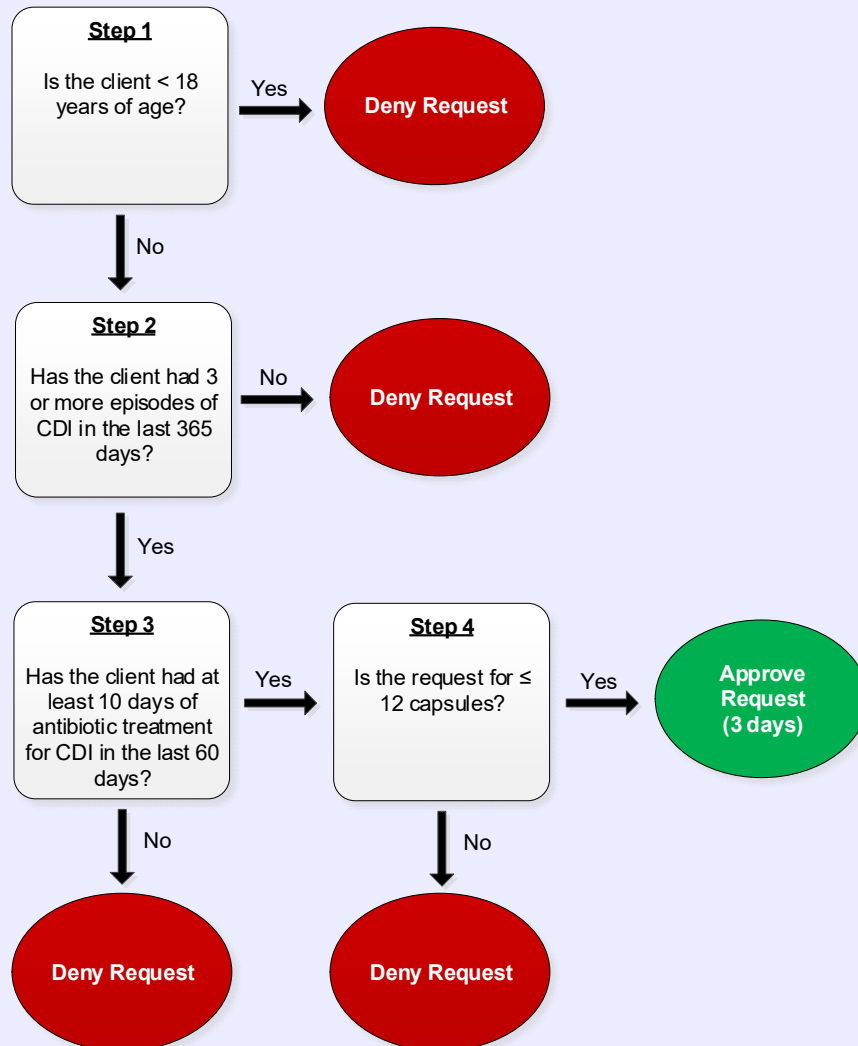 Step 1
Is the client < 18
years of age?
Yes
Deny Request
No
Step 2
Has the client had 3
or more episodes of
CDI in the last 365
days?
No
Deny Request
Yes
Step 3
Has the client had at
least 10 days of
antibiotic treatment
for CDI in the last 60
days?
Yes
Step 4
Is the request for ≤
12 capsules?
Yes
Approve
Request
(3 days)
No
No
Deny Request
Deny Request